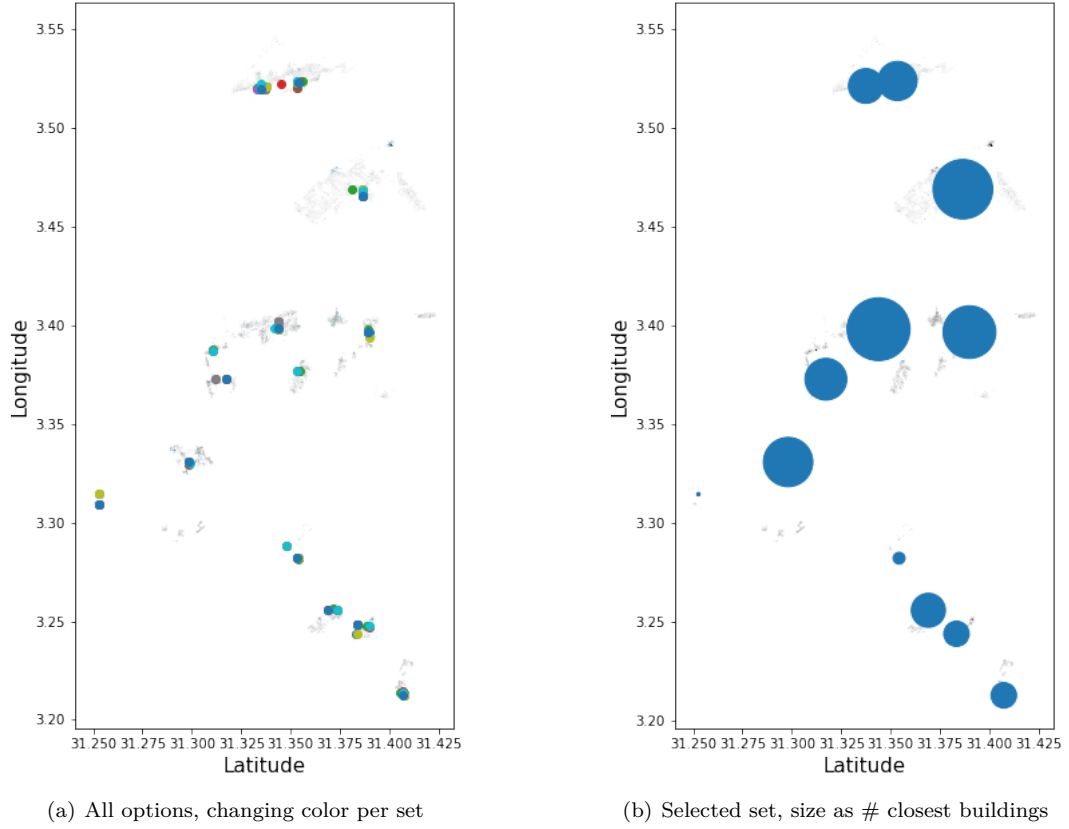 3.55
3.50
3.45
3.40
3.35
3.30
3.25
3.20
Longitude
31.250 31.275 31.300 31.325 31.350 31.375 31.400 31.425
Latitude
(a) All options, changing color per set
3.55
3.50
3.45
3.40
3.35
3.30
3.25
3.20
Longitude
31.250 31.275 31.300 31.325 31.350 31.375 31.400 31.425
Latitude
(b) Selected set, size as # closest buildings